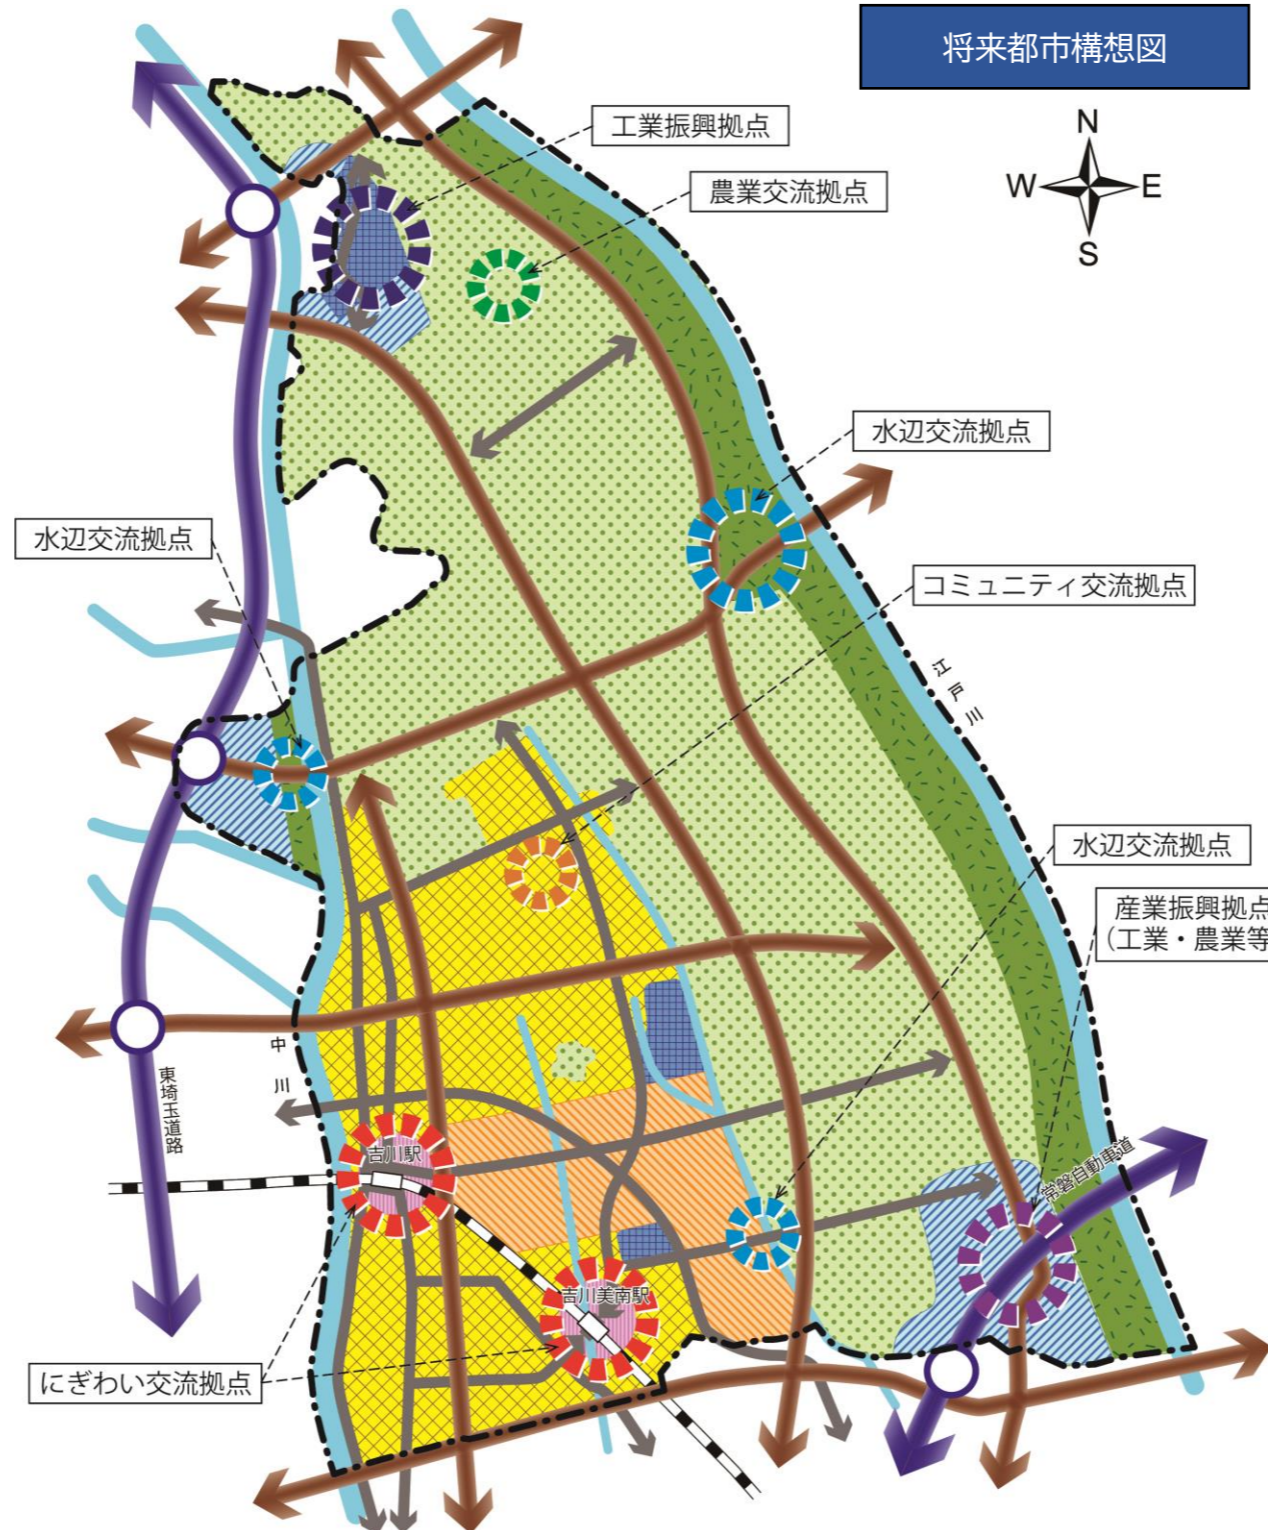 将来都市構想図
N
W
E
S
工業振興拠点
農業交流拠点
水辺交流拠点
水辺交流拠点
コミュニティ交流拠点
江戸川
水辺交流拠点
産業振興拠点
（工業・農業等
中川
東埼玉道路
吉川駅
常磐自動車道
吉川美南駅
にぎわい交流拠点